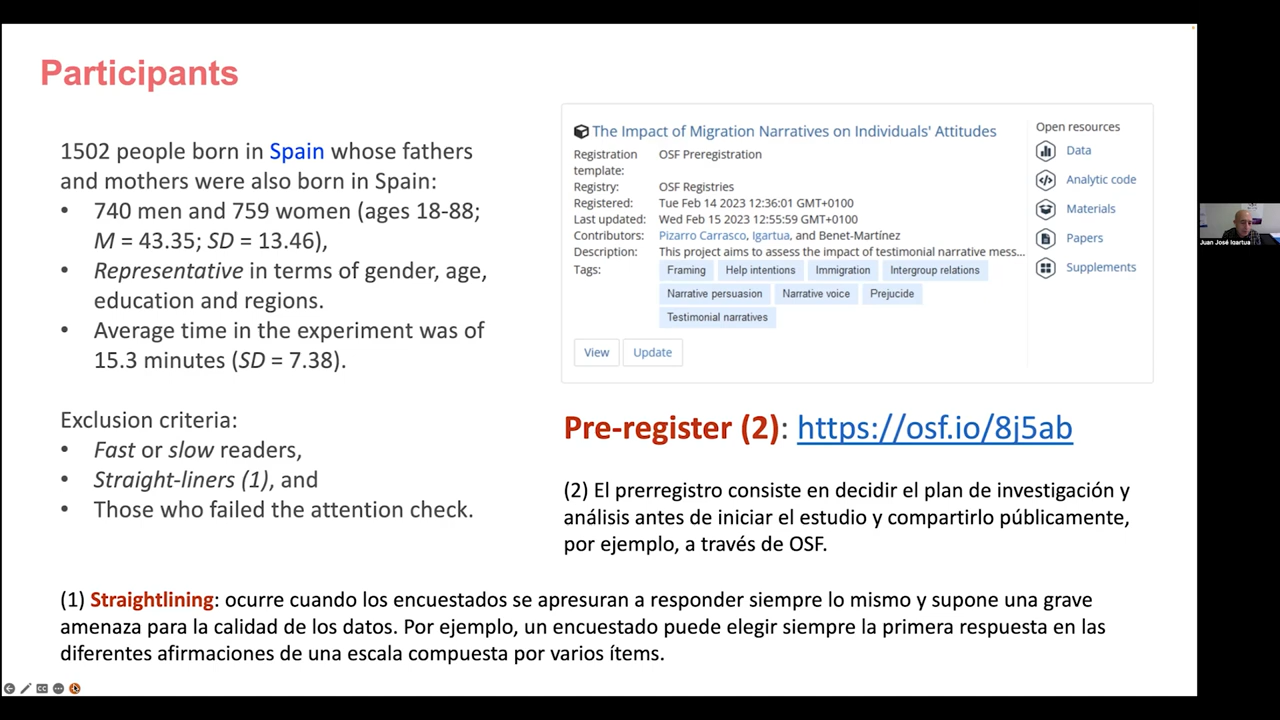 Participants
1502 people born in Spain whose fathers
and mothers were also born in Spain:
• 740 men and 759 women (ages 18-88;
M = 43.35; SD = 13.46),
• Representative in terms of gender, age,
education and regions.
• Average time in the experiment was of
15.3 minutes (SD = 7.38).
Exclusion criteria:
• Fast or slow readers,
• Straight-liners (1), and
• Those who failed the attention check.
The Impact of Migration Narratives on Individuals' Attitudes
Registration template: OSF Preregistration
Registry: OSF Registries
Registered: Tue Feb 14 2023 12:36:01 GMT+0100
Last updated: Wed Feb 15 2023 12:55:59 GMT+0100
Contributors: Pizarro Carrasco, Igartua, and Benet-Martínez
Description: This project aims to assess the impact of testimonial narrative mess...
Tags: Framing Help intentions Immigration Intergroup relations
Narrative persuasion Narrative voice Prejucide
Testimonial narratives
View Update
Open resources
Data
Analytic code
Materials
Papers
Supplements
Pre-register (2): https://osf.io/8j5ab
(2) El prerregistro consiste en decidir el plan de investigación y
análisis antes de iniciar el estudio y compartirlo públicamente,
por ejemplo, a través de OSF.
(1) Straightlining: ocurre cuando los encuestados se apresuran a responder siempre lo mismo y supone una grave
amenaza para la calidad de los datos. Por ejemplo, un encuestado puede elegir siempre la primera respuesta en las
diferentes afirmaciones de una escala compuesta por varios ítems.
Juan José Igartua